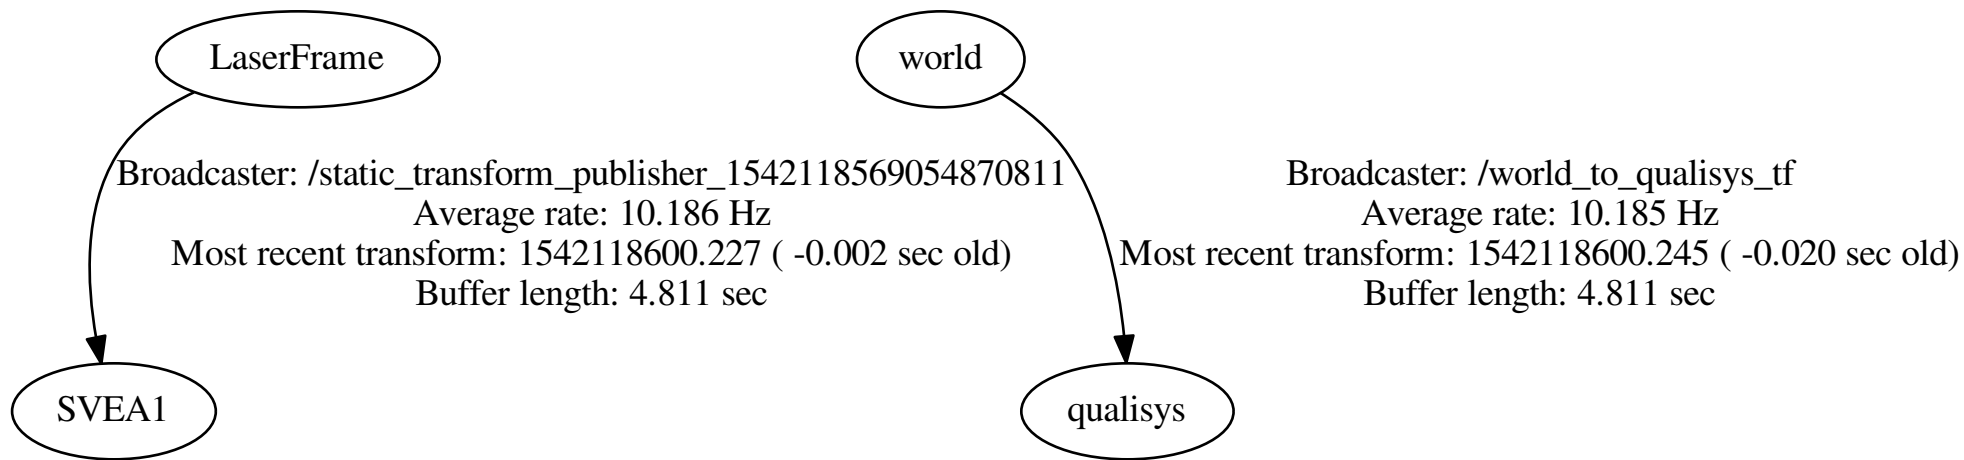 LaserFrame
world
Broadcaster: /static_transform_publisher_1542118569054870811
Average rate: 10.186 Hz
Most recent transform: 1542118600.227 ( -0.002 sec old)
Buffer length: 4.811 sec
Broadcaster: /world_to_qualisys_tf
Average rate: 10.185 Hz
Most recent transform: 1542118600.245 ( -0.020 sec old)
Buffer length: 4.811 sec
SVEA1
qualisys